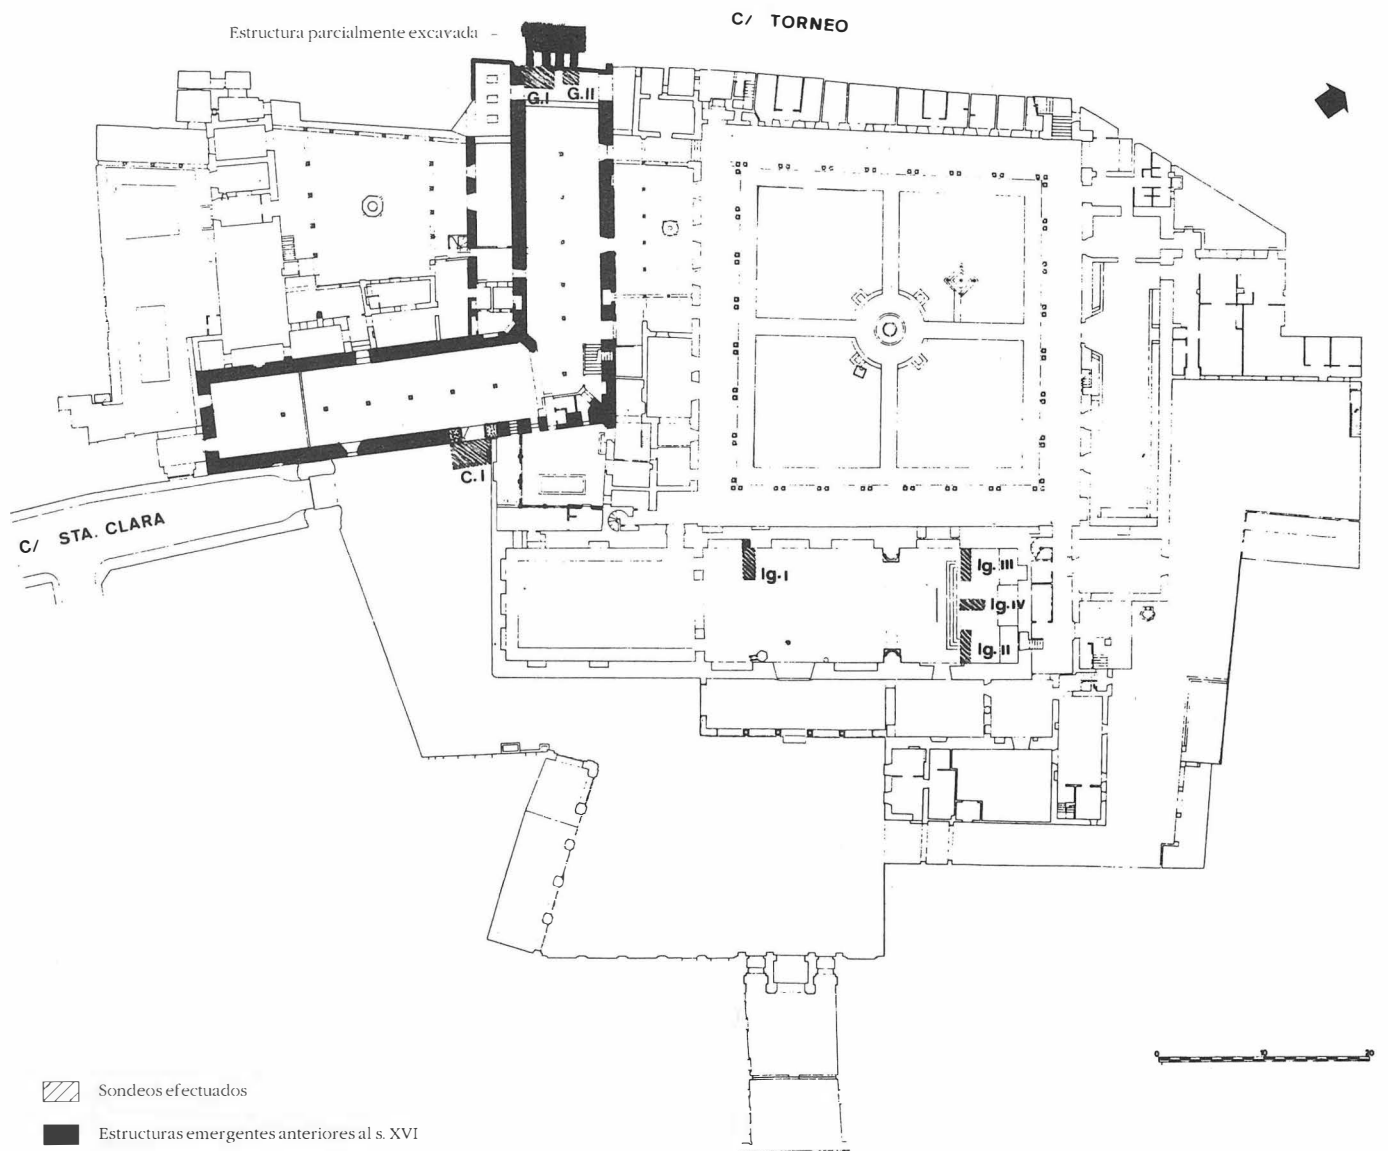 C/ TORNEO
Estructura parcialmente excavada
G.I
G.II
C.I
C/ STA. CLARA
Ig.I
Ig.III
Ig.IV
Ig.II
0 10 20
Sondeos efectuados
Estructuras emergentes anteriores al s. XVI